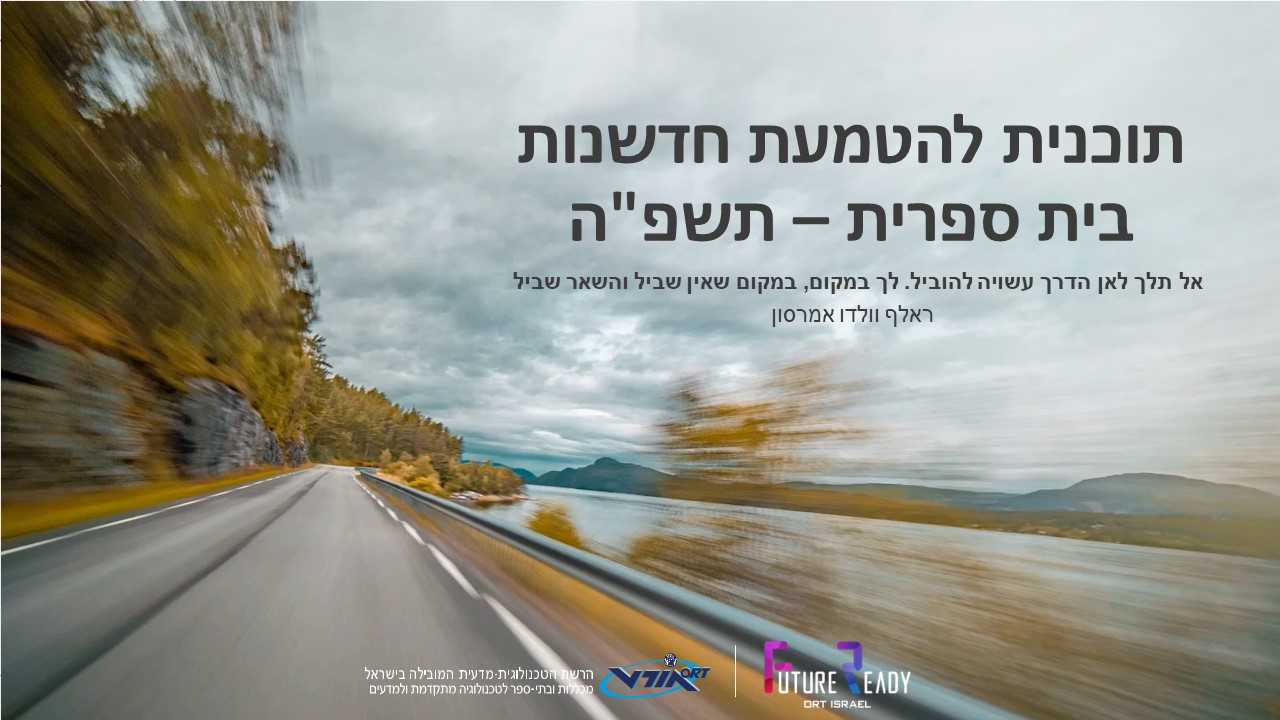 תוכנית להטמעת חדשנות
בית ספרית – תשפ"ה
אל תלך לאן הדרך עשויה להוביל. לך במקום, במקום שאין שביל והשאר שביל
ראלף וולדו אמרסון
הרשת הטכנולוגית-מדעית המובילה בישראל
מכללות ובתי-ספר לטכנולוגיה מתקדמת ולמדעים
אורט ORT
FUTURE READY
ORT ISRAEL